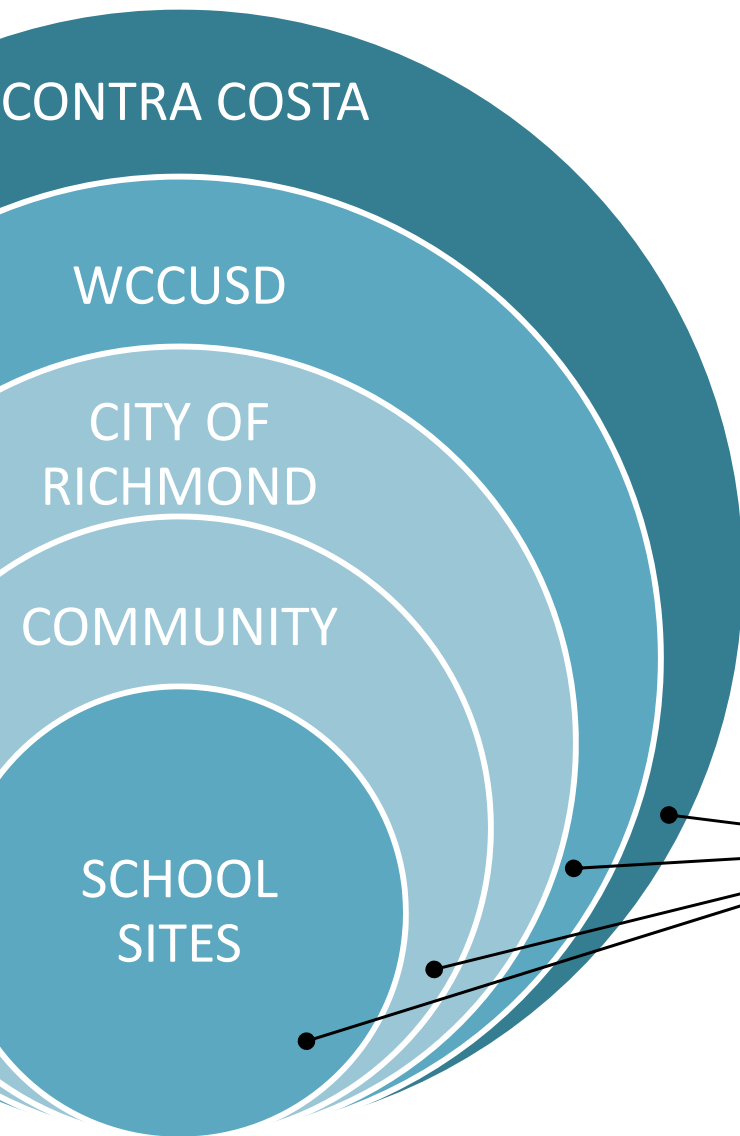 CONTRA COSTA
WCCUSD
CITY OF
RICHMOND
COMMUNITY
SCHOOL
SITES